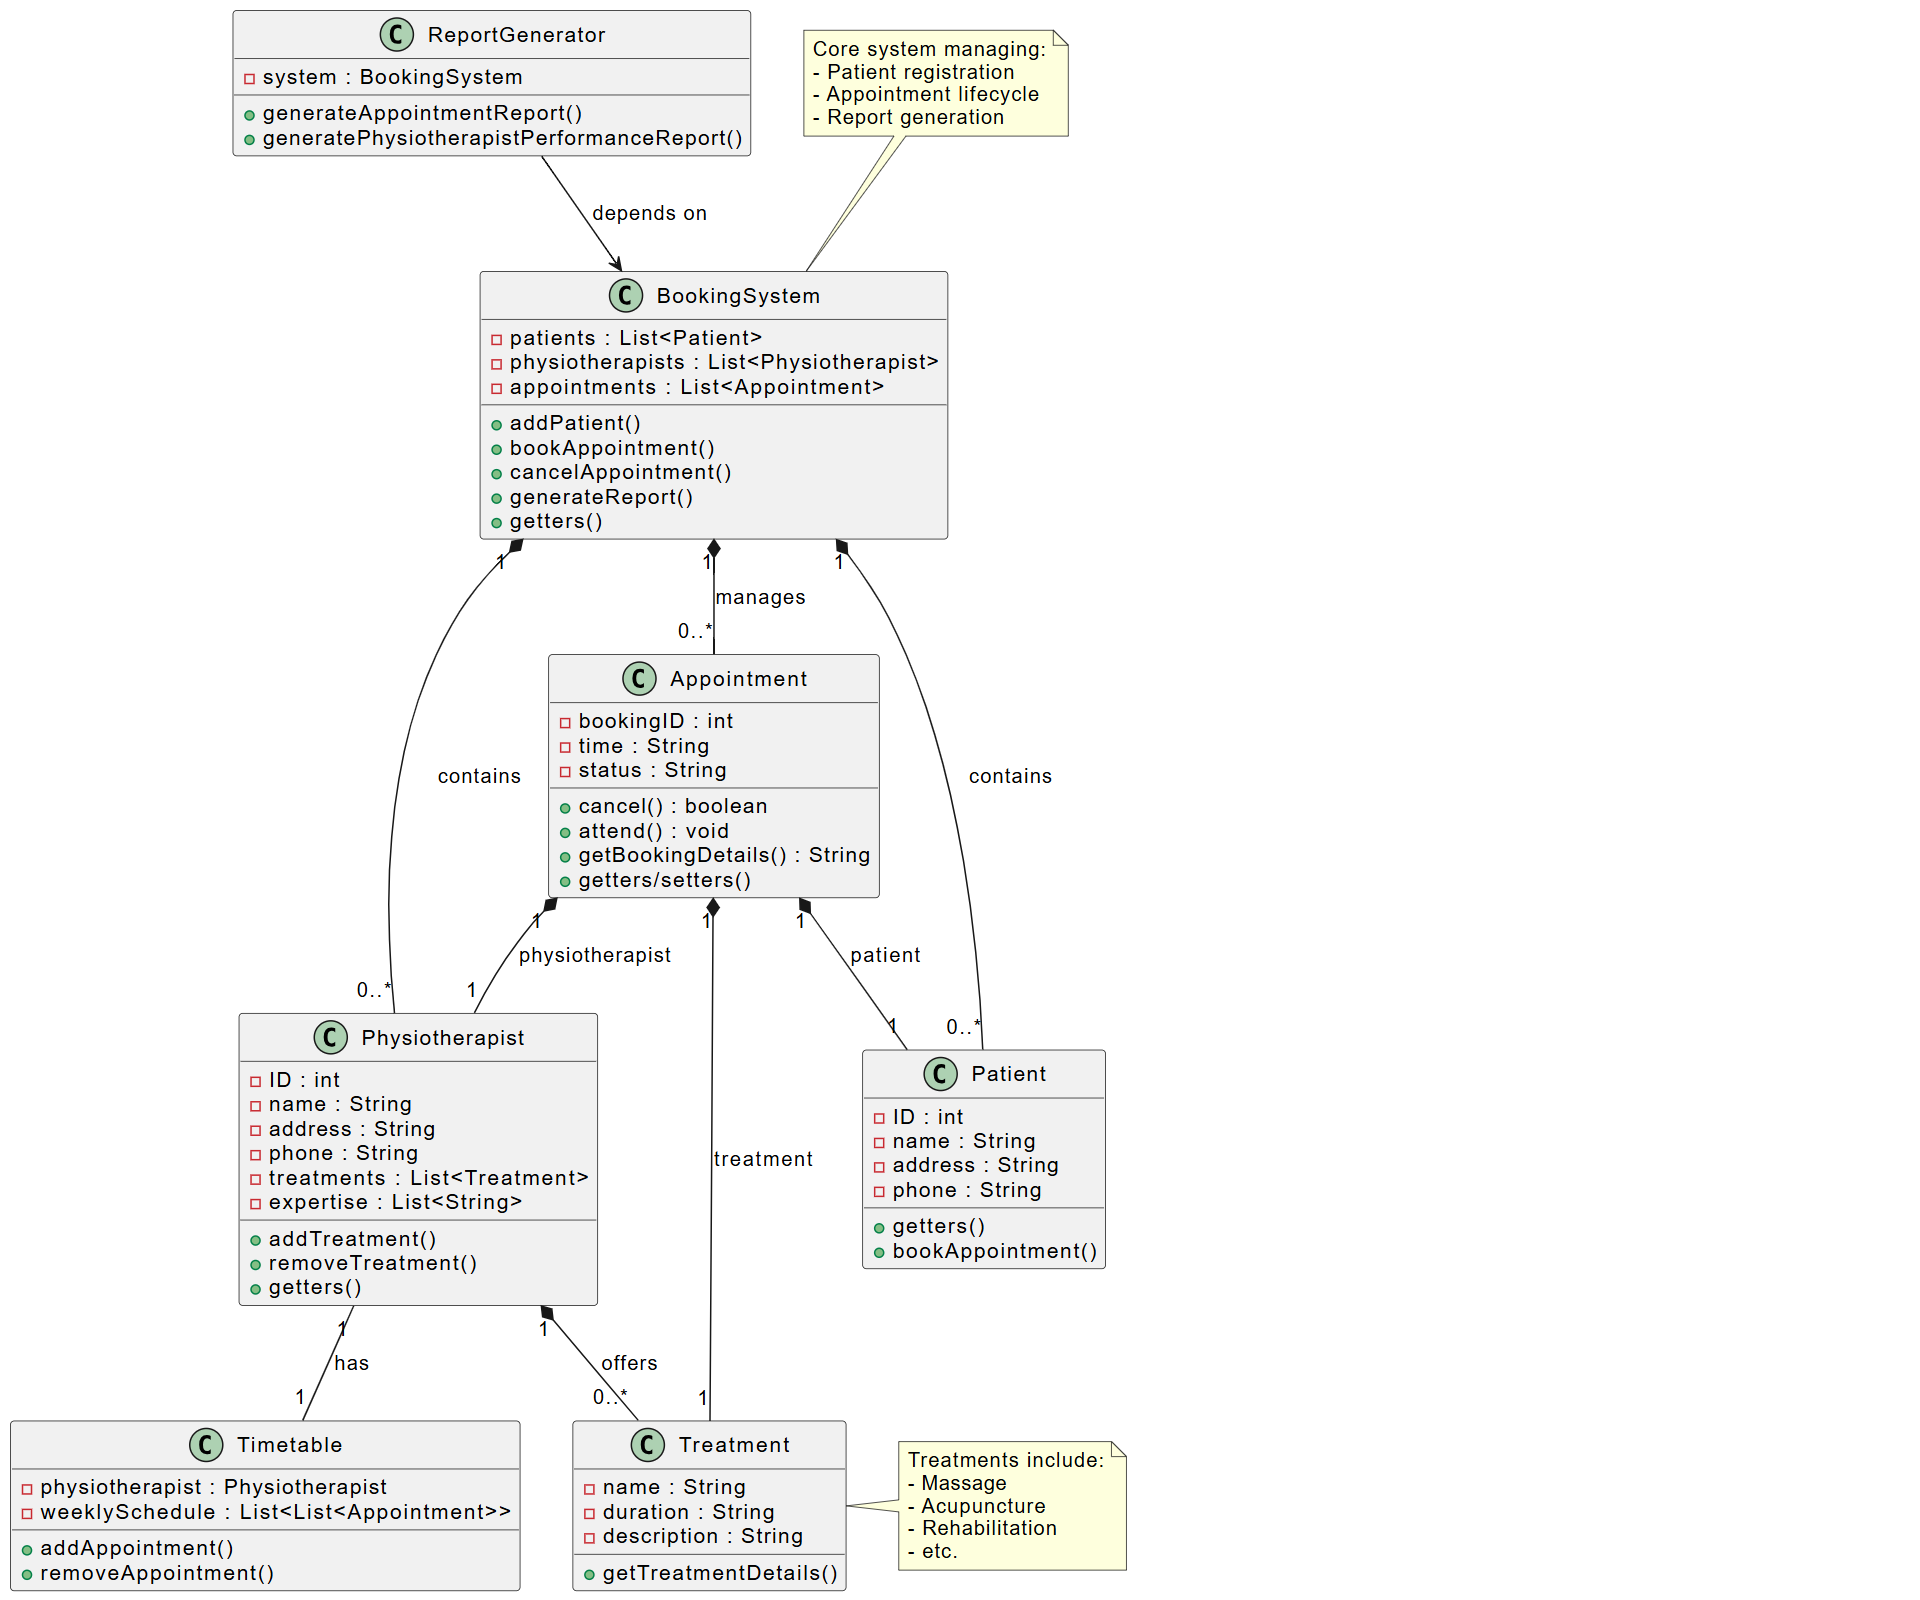 ReportGenerator
system : BookingSystem
generateAppointmentReport()
generatePhysiotherapistPerformanceReport()
Core system managing:
- Patient registration
- Appointment lifecycle
- Report generation
depends on
BookingSystem
patients : List<Patient>
physiotherapists : List<Physiotherapist>
appointments : List<Appointment>
addPatient()
bookAppointment()
cancelAppointment()
generateReport()
getters()
1
1
1
manages
0..*
contains
contains
Appointment
bookingID : int
time : String
status : String
cancel() : boolean
attend() : void
getBookingDetails() : String
getters/setters()
1
1
1
physiotherapist
patient
0..*
1
1
0..*
Physiotherapist
ID : int
name : String
address : String
phone : String
treatments : List<Treatment>
expertise : List<String>
addTreatment()
removeTreatment()
getters()
treatment
Patient
ID : int
name : String
address : String
phone : String
getters()
bookAppointment()
1
1
has
offers
1
0..*
1
Timetable
physiotherapist : Physiotherapist
weeklySchedule : List<List<Appointment>>
addAppointment()
removeAppointment()
Treatment
name : String
duration : String
description : String
getTreatmentDetails()
Treatments include:
- Massage
- Acupuncture
- Rehabilitation
- etc.